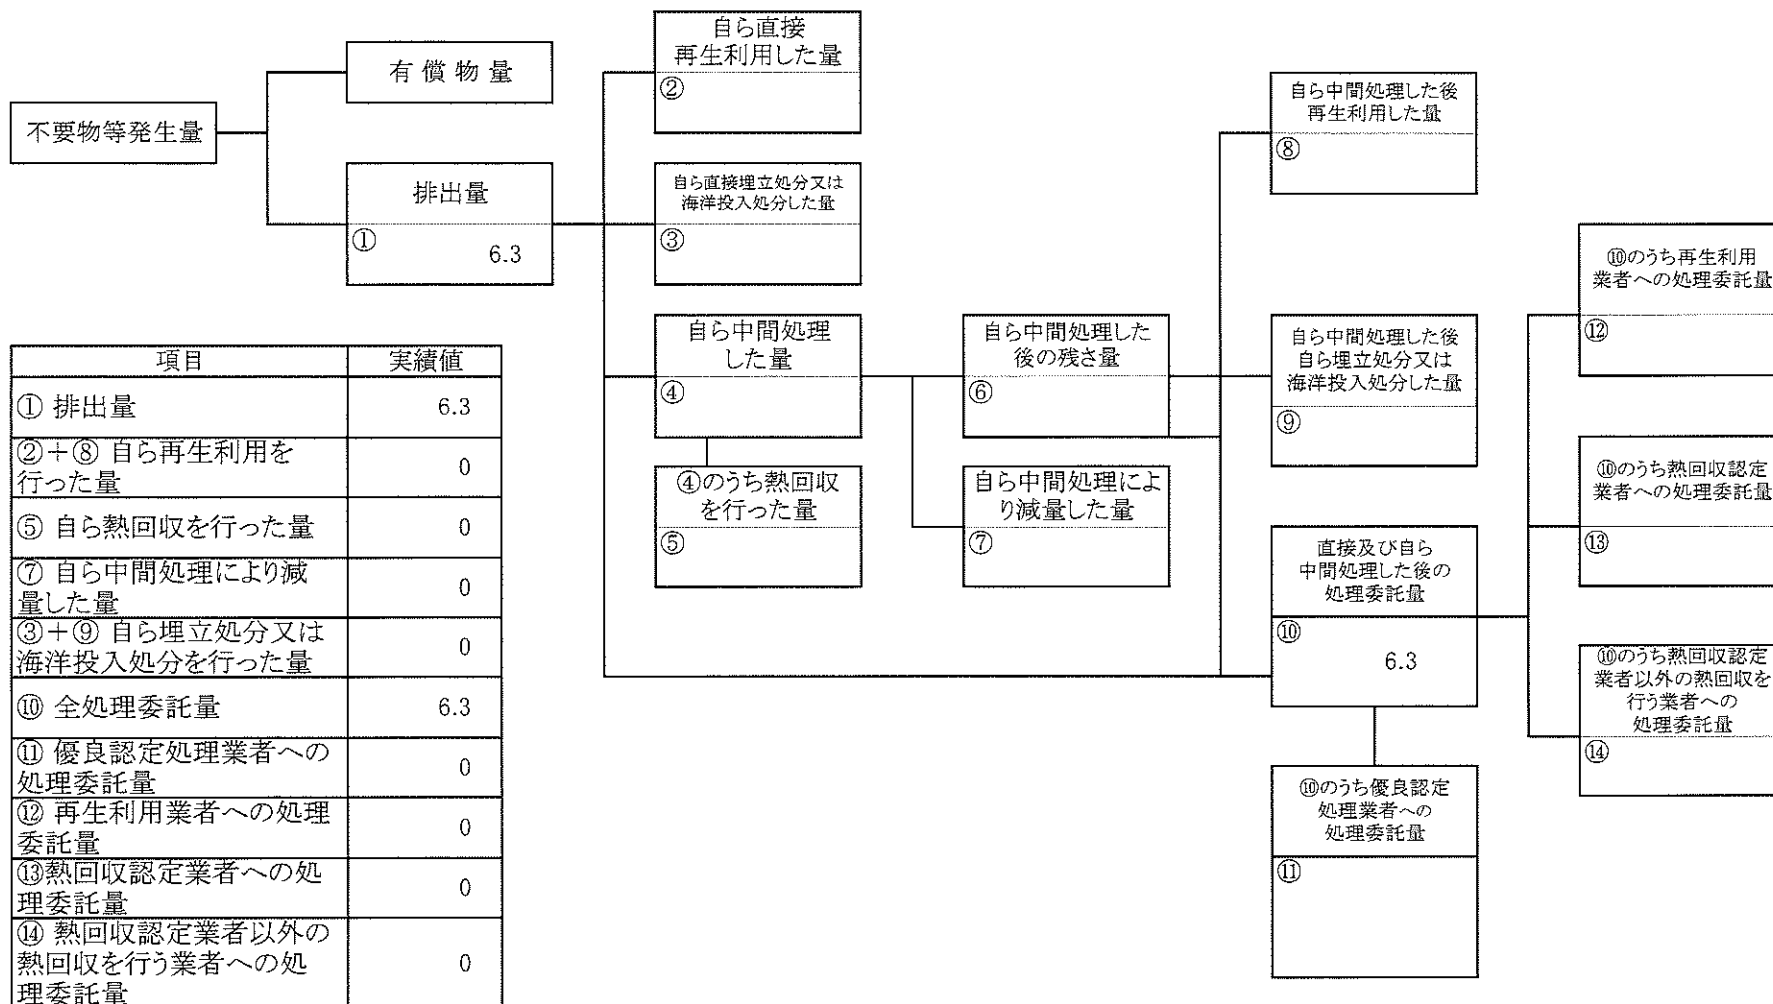 不要物等発生量
有償物量
排出量
①
6.3
自ら直接
再生利用した量
②
自ら直接埋立処分又は
海洋投入処分した量
③
自ら中間処理
した量
④
④のうち熱回収
を行った量
⑤
自ら中間処理した
後の残さ量
⑥
自ら中間処理によ
り減量した量
⑦
自ら中間処理した後
再生利用した量
⑧
自ら中間処理した後
自ら埋立処分又は
海洋投入処分した量
⑨
直接及び自ら
中間処理した後の
処理委託量
⑩
6.3
⑩のうち優良認定
処理業者への
処理委託量
⑪
⑩のうち再生利用
業者への処理委託量
⑫
⑩のうち熱回収認定
業者への処理委託量
⑬
⑩のうち熱回収認定
業者以外の熱回収を
行う業者への
処理委託量
⑭
項目 実績値
① 排出量 6.3
②+⑧ 自ら再生利用を
行った量 0
⑤ 自ら熱回収を行った量 0
⑦ 自ら中間処理により減
量した量 0
③+⑨ 自ら埋立処分又は
海洋投入処分を行った量 0
⑩ 全処理委託量 6.3
⑪ 優良認定処理業者への
処理委託量 0
⑫ 再生利用業者への処理
委託量 0
⑬熱回収認定業者への処
理委託量 0
⑭ 熱回収認定業者以外の
熱回収を行う業者への処
理委託量 0